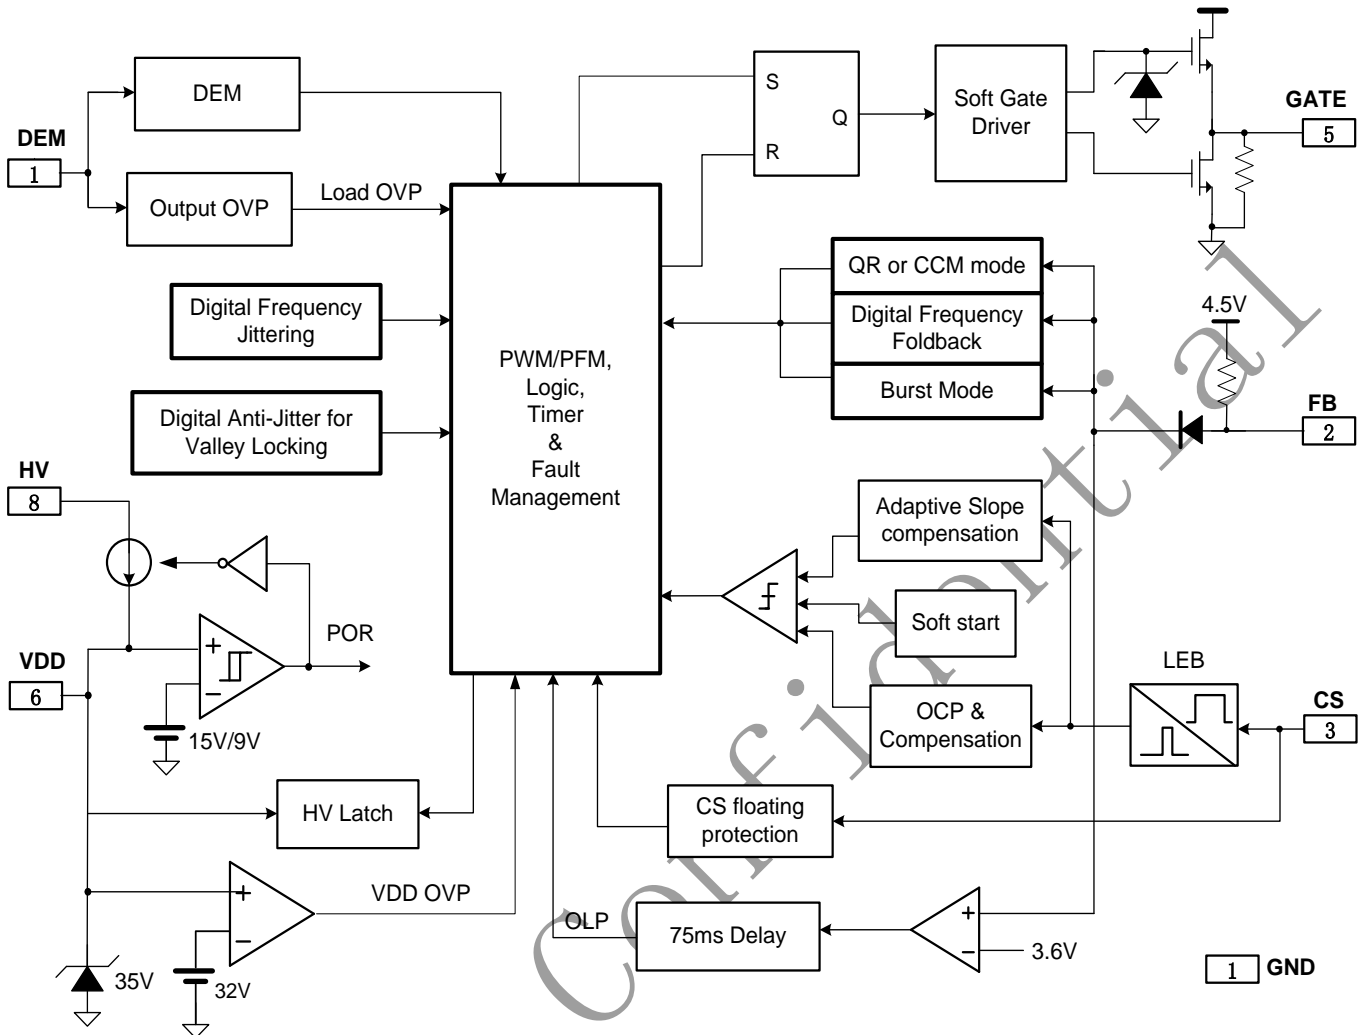 DEM
1
DEM
Output OVP
Load OVP
Digital Frequency
Jittering
Digital Anti-Jitter for
Valley Locking
HV
8
POR
VDD
6
+
−
15V/9V
HV Latch
+
−
VDD OVP
35V
32V
PWM/PFM,
Logic,
Timer
&
Fault
Management
S
R
Q
Soft Gate
Driver
GATE
5
QR or CCM mode
Digital Frequency
Foldback
Burst Mode
4.5V
FB
2
Adaptive Slope
compensation
Soft start
OCP &
Compensation
LEB
CS
3
CS floating
protection
OLP
75ms Delay
+
−
3.6V
1
GND
Confidential